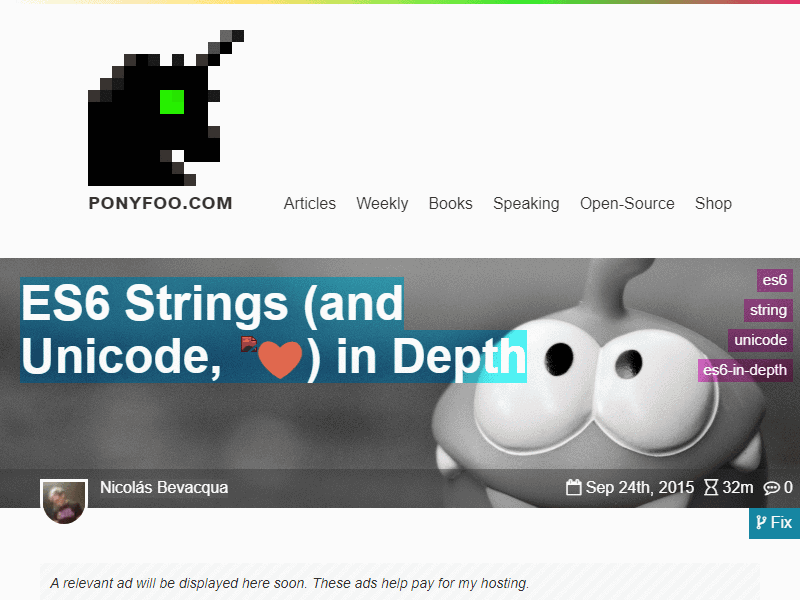 PONYFOO.COM
Articles Weekly Books Speaking Open-Source Shop
ES6 Strings (and
Unicode, ❤) in Depth
es6
string
unicode
es6-in-depth
Nicolás Bevacqua
Sep 24th, 2015 32m 0
Fix
A relevant ad will be displayed here soon. These ads help pay for my hosting.